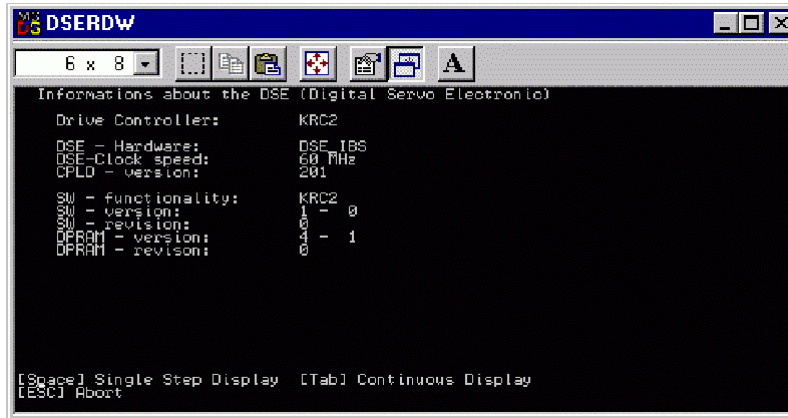 DSERDW
6 x 8 A
Informations about the DSE (Digital Servo Electronic)
Drive Controller: KRC2
DSE - Hardware: DSE_IBS
DSE-Clock speed: 60 MHz
CPLD - version: 201
SW - functionality: KRC2
SW - version: 1 - 0
SW - revision: 0
DPRAM - version: 4 - 1
DPRAM - revison: 0
[Space] Single Step Display [Tab] Continuous Display
[ESC] Abort